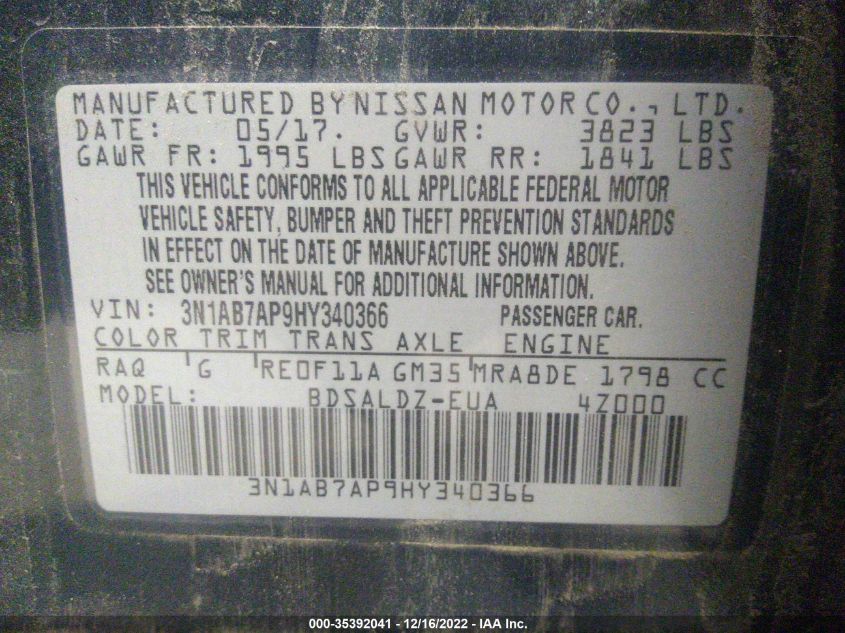 MANUFACTURED BY NISSAN MOTOR CO., LTD.
DATE: 05/17. GVWR: 3823 LBS
GAWR FR: 1995 LBS GAWR RR: 1841 LBS
THIS VEHICLE CONFORMS TO ALL APPLICABLE FEDERAL MOTOR
VEHICLE SAFETY, BUMPER AND THEFT PREVENTION STANDARDS
IN EFFECT ON THE DATE OF MANUFACTURE SHOWN ABOVE.
SEE OWNER'S MANUAL FOR ADDITIONAL INFORMATION.
VIN: 3N1AB7AP9HY340366 PASSENGER CAR.
COLOR TRIM TRANS AXLE ENGINE
RAQ G RE0F11A GM35 MRA8DE 1798 CC
MODEL: BDSALDZ-EUA 4Z000
3N1AB7AP9HY340366
000-35392041 - 12/16/2022 - IAA Inc.